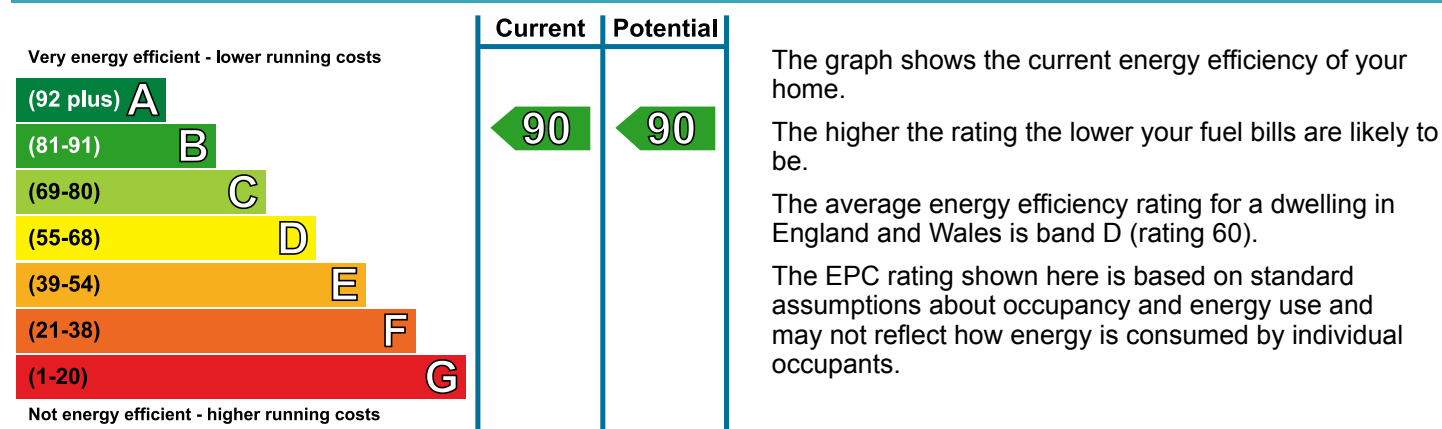 Current Potential
Very energy efficient - lower running costs
(92 plus) A
(81-91) B
(69-80) C
(55-68) D
(39-54) E
(21-38) F
(1-20) G
Not energy efficient - higher running costs
90 90
The graph shows the current energy efficiency of your
home.
The higher the rating the lower your fuel bills are likely to
be.
The average energy efficiency rating for a dwelling in
England and Wales is band D (rating 60).
The EPC rating shown here is based on standard
assumptions about occupancy and energy use and
may not reflect how energy is consumed by individual
occupants.